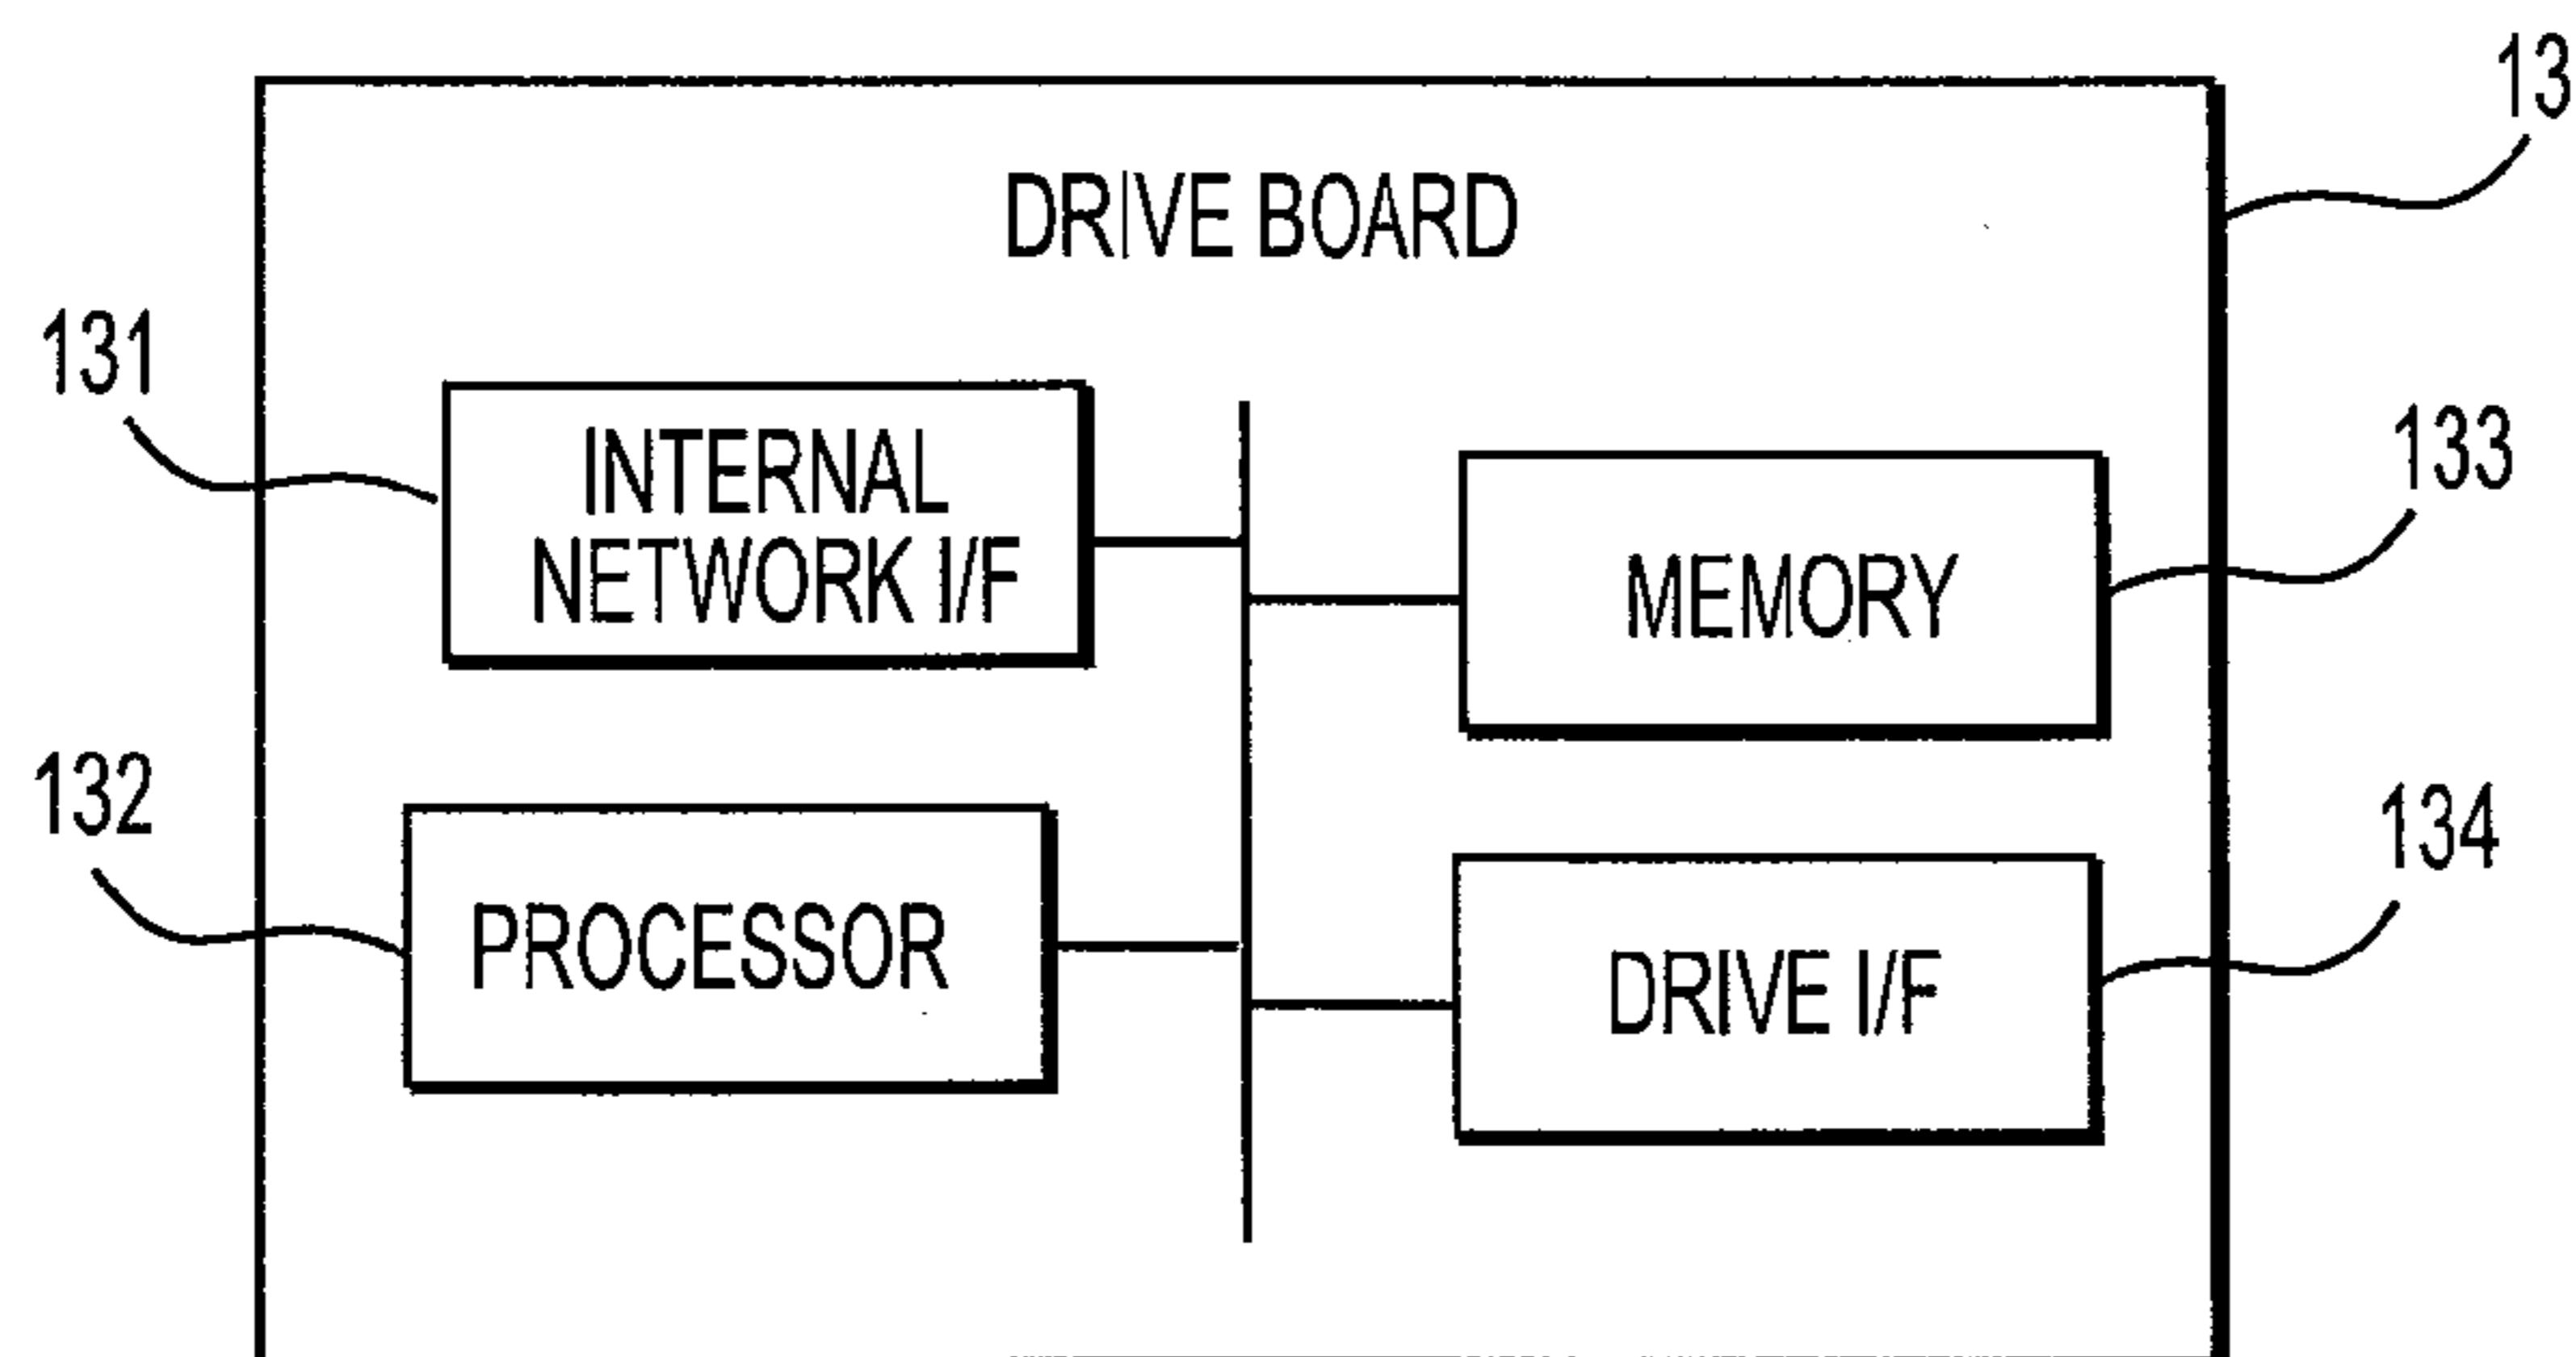 13
DRIVE BOARD
131
INTERNAL
NETWORK I/F
133
MEMORY
132
PROCESSOR
134
DRIVE I/F